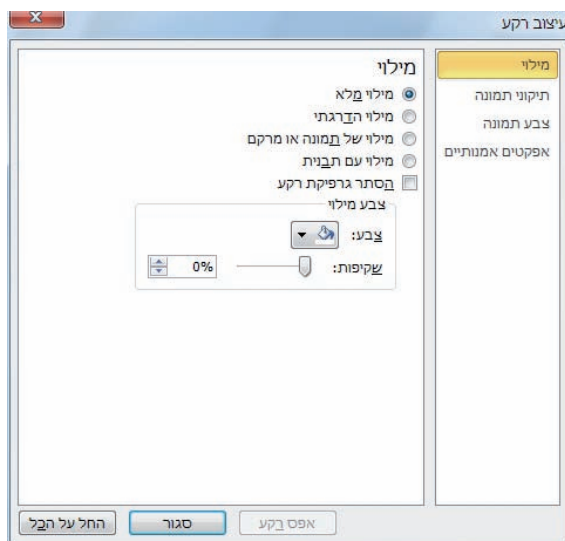 עיצוב רקע
מילוי
תיקוני תמונה
צבע תמונה
אפקטים אמנותיים
מילוי
מילוי מלא
מילוי הדרגתי
מילוי של תמונה או מרקם
מילוי עם תבנית
הסתר גרפיקת רקע
צבע מילוי
צבע:
שקיפות: 0%
אפס רקע
סגור
החל על הכל